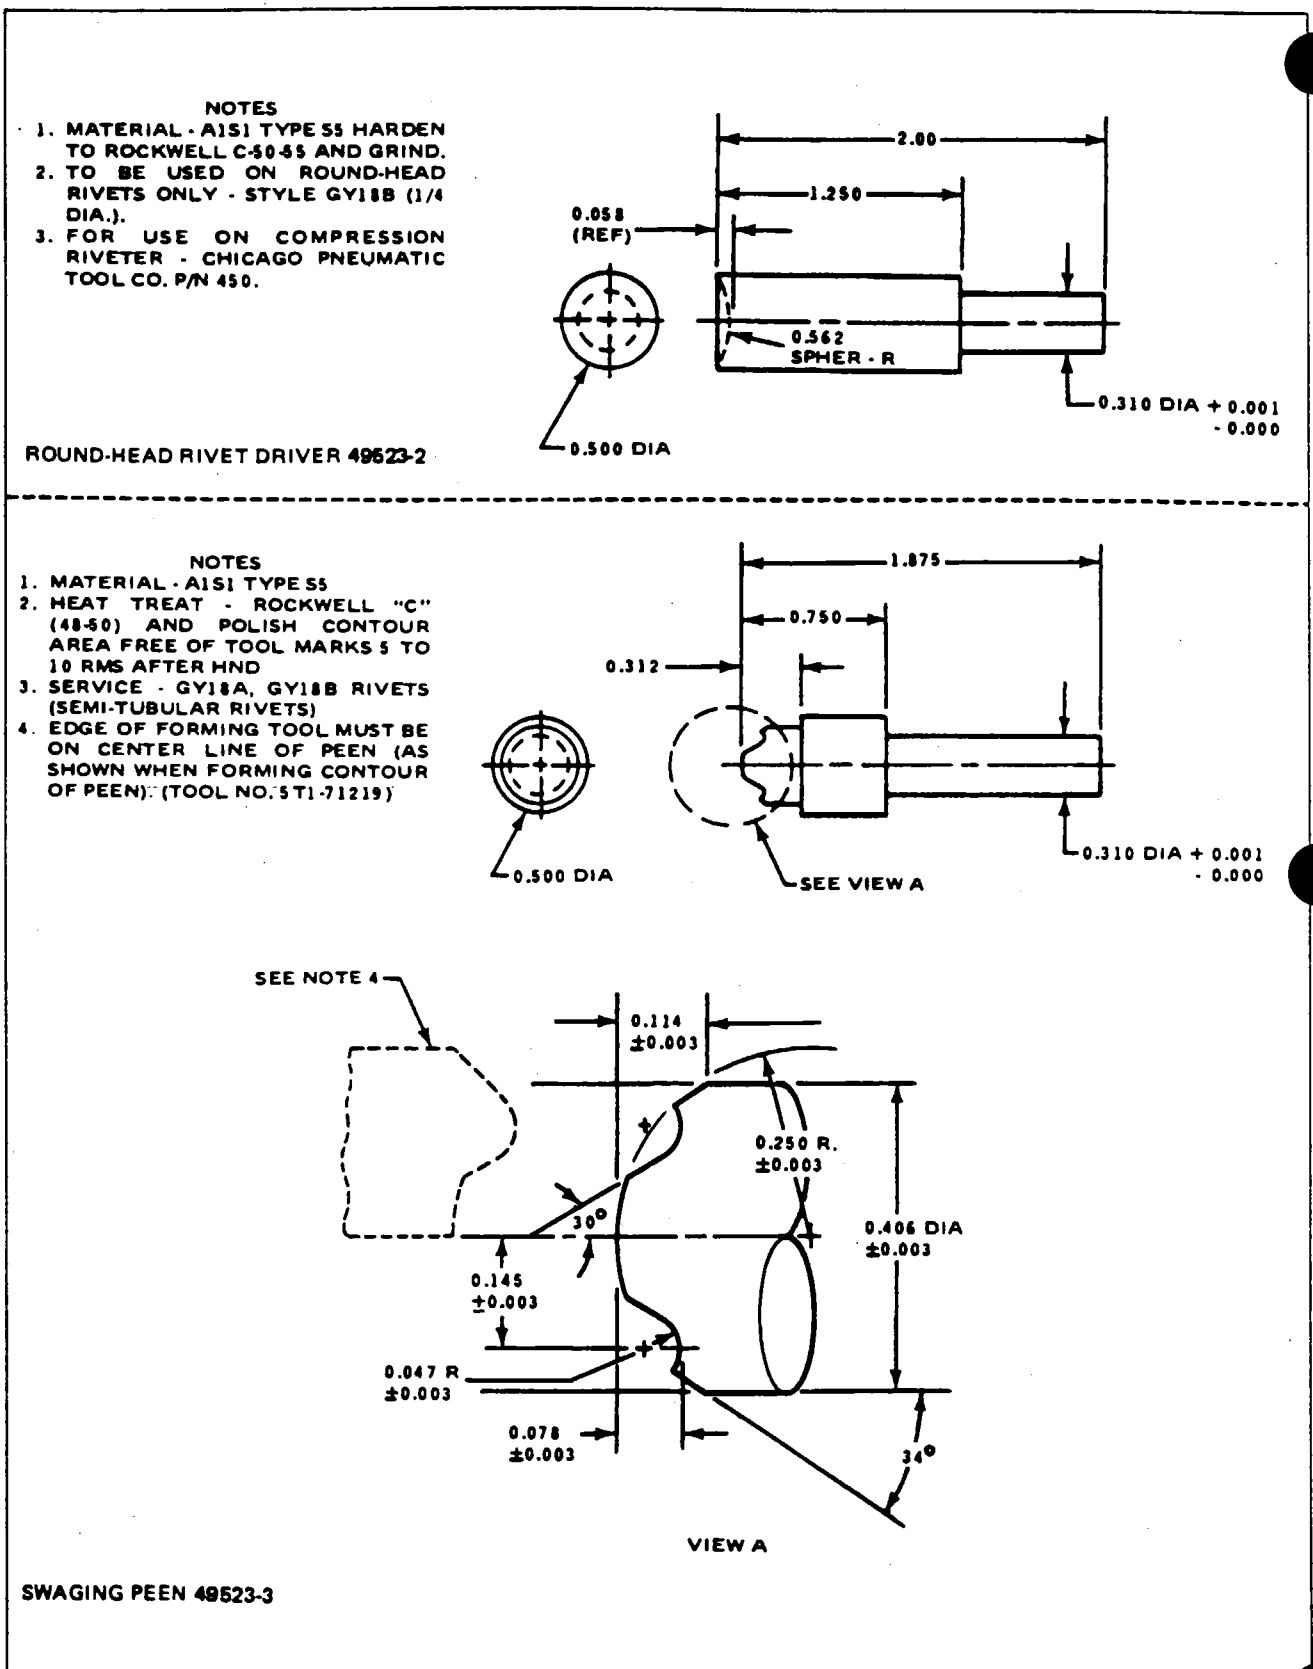 NOTES
1. MATERIAL - AISI TYPE S5 HARDEN
TO ROCKWELL C-50-55 AND GRIND.
2. TO BE USED ON ROUND-HEAD
RIVETS ONLY - STYLE GY18B (1/4
DIA.).
3. FOR USE ON COMPRESSION
RIVETER - CHICAGO PNEUMATIC
TOOL CO. P/N 450.
2.00
1.250
0.058
(REF)
0.562
SPHER - R
0.310 DIA + 0.001
- 0.000
0.500 DIA
ROUND-HEAD RIVET DRIVER 49523-2
NOTES
1. MATERIAL - AISI TYPE S5
2. HEAT TREAT - ROCKWELL "C"
(48-50) AND POLISH CONTOUR
AREA FREE OF TOOL MARKS 5 TO
10 RMS AFTER HND
3. SERVICE - GY18A, GY18B RIVETS
(SEMI-TUBULAR RIVETS)
4. EDGE OF FORMING TOOL MUST BE
ON CENTER LINE OF PEEN (AS
SHOWN WHEN FORMING CONTOUR
OF PEEN). (TOOL NO. 5T1-71219)
1.875
0.750
0.312
0.310 DIA + 0.001
- 0.000
0.500 DIA
SEE VIEW A
SEE NOTE 4
0.114
±0.003
0.250 R.
±0.003
30°
0.406 DIA
±0.003
0.145
±0.003
0.047 R
±0.003
0.078
±0.003
34°
VIEW A
SWAGING PEEN 49523-3